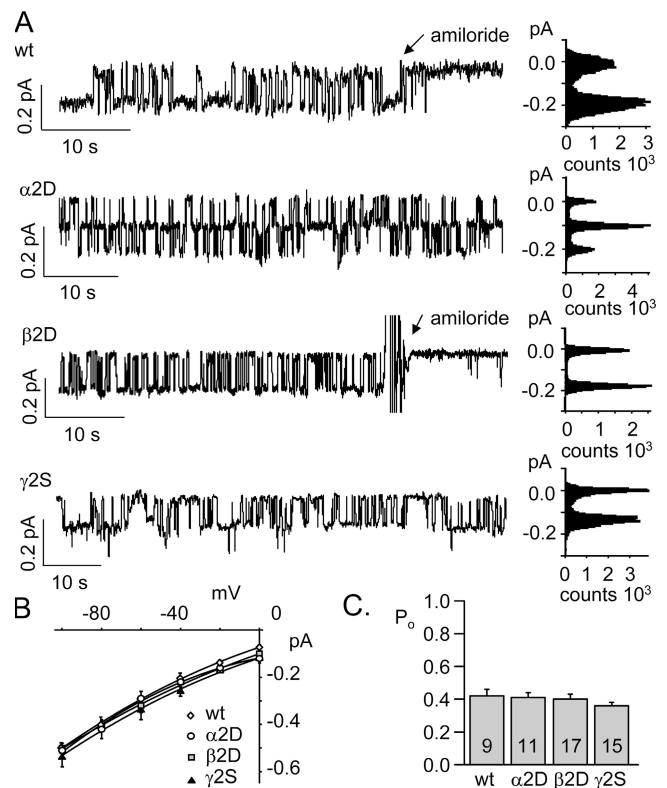 A
wt
amiloride
0.2 pA
10 s
pA
0.0
-0.2
0 1 2 3
counts 10³
α2D
0.2 pA
10 s
pA
0.0
-0.2
0 2 4
counts 10³
β2D
amiloride
0.2 pA
10 s
pA
0.0
-0.2
0 1 2
counts 10³
γ2S
0.2 pA
10 s
pA
0.0
-0.2
0 1 2 3
counts 10³
B
mV
-80 -40 0
pA
-0.2
-0.4
-0.6
wt
α2D
β2D
γ2S
C.
Po
1.0
0.8
0.6
0.4
0.2
0.0
9 11 17 15
wt α2D β2D γ2S